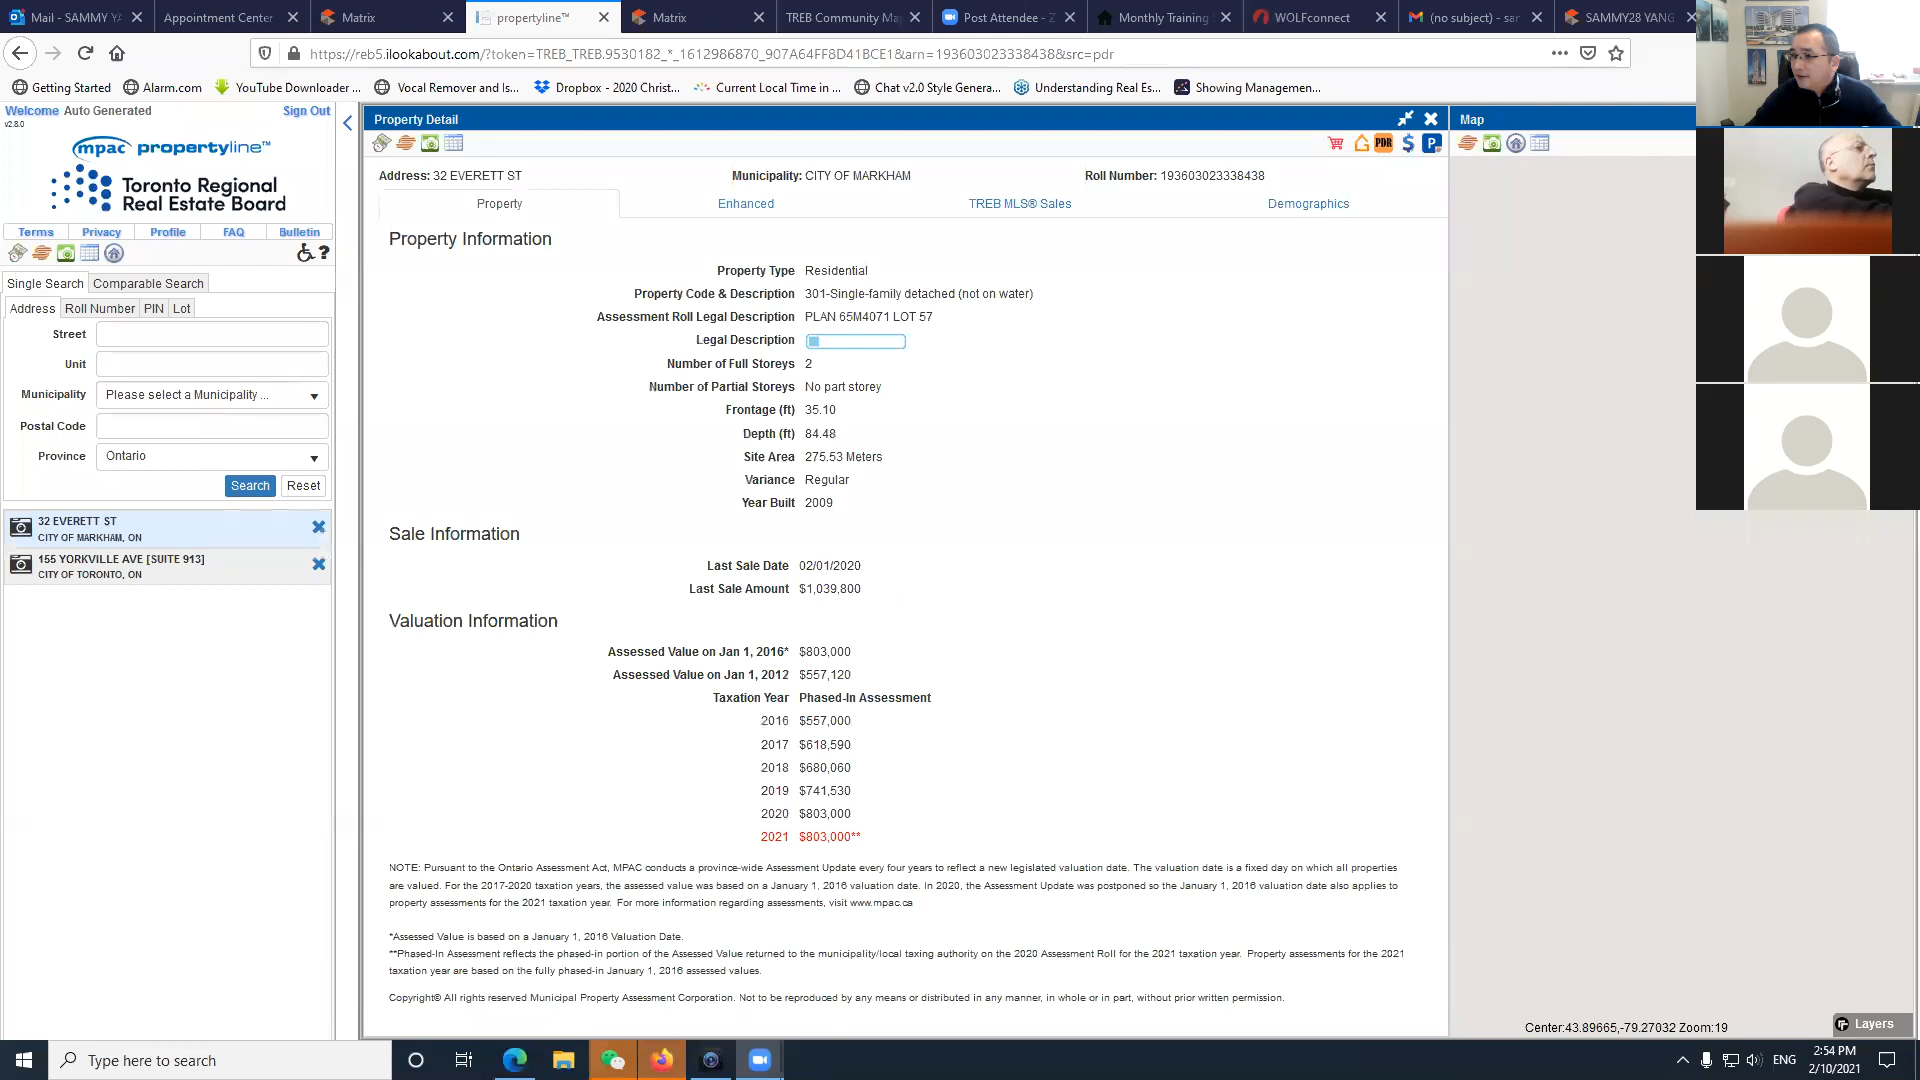 Mail - SAMMY YA
Appointment Center
Matrix
propertyline™
Matrix
TREB Community Ma
Post Attendee - Z
Monthly Training
WOLFconnect
(no subject) - sar
SAMMY28 YANG
https://reb5.ilookabout.com/?token=TREB_TREB.9530182_*_1612986870_907A64FF8D41BCE1&arn=193603023338438&src=pdr
Getting Started
Alarm.com
YouTube Downloader ...
Vocal Remover and Is...
Dropbox - 2020 Christ...
Current Local Time in ...
Chat v2.0 Style Genera...
Understanding Real Es...
Showing Managemen...
Welcome Auto Generated
Sign Out
v2.8.0
mpac propertyline™
Toronto Regional
Real Estate Board
Terms
Privacy
Profile
FAQ
Bulletin
Single Search
Comparable Search
Address
Roll Number
PIN
Lot
Street
Unit
Municipality Please select a Municipality ...
Postal Code
Province Ontario
Search
Reset
32 EVERETT ST
CITY OF MARKHAM, ON
155 YORKVILLE AVE [SUITE 913]
CITY OF TORONTO, ON
Property Detail
PDR
$
P
Address: 32 EVERETT ST
Municipality: CITY OF MARKHAM
Roll Number: 193603023338438
Property
Enhanced
TREB MLS® Sales
Demographics
Property Information
Property Type Residential
Property Code & Description 301-Single-family detached (not on water)
Assessment Roll Legal Description PLAN 65M4071 LOT 57
Legal Description
Number of Full Storeys 2
Number of Partial Storeys No part storey
Frontage (ft) 35.10
Depth (ft) 84.48
Site Area 275.53 Meters
Variance Regular
Year Built 2009
Sale Information
Last Sale Date 02/01/2020
Last Sale Amount $1,039,800
Valuation Information
Assessed Value on Jan 1, 2016* $803,000
Assessed Value on Jan 1, 2012 $557,120
Taxation Year Phased-In Assessment
2016 $557,000
2017 $618,590
2018 $680,060
2019 $741,530
2020 $803,000
2021 $803,000**
NOTE: Pursuant to the Ontario Assessment Act, MPAC conducts a province-wide Assessment Update every four years to reflect a new legislated valuation date. The valuation date is a fixed day on which all properties
are valued. For the 2017-2020 taxation years, the assessed value was based on a January 1, 2016 valuation date. In 2020, the Assessment Update was postponed so the January 1, 2016 valuation date also applies to
property assessments for the 2021 taxation year. For more information regarding assessments, visit www.mpac.ca
*Assessed Value is based on a January 1, 2016 Valuation Date.
**Phased-In Assessment reflects the phased-in portion of the Assessed Value returned to the municipality/local taxing authority on the 2020 Assessment Roll for the 2021 taxation year. Property assessments for the 2021
taxation year are based on the fully phased-in January 1, 2016 assessed values.
Copyright© All rights reserved Municipal Property Assessment Corporation. Not to be reproduced by any means or distributed in any manner, in whole or in part, without prior written permission.
Map
Center:43.89665,-79.27032 Zoom:19
Layers
Type here to search
ENG
2:54 PM
2/10/2021